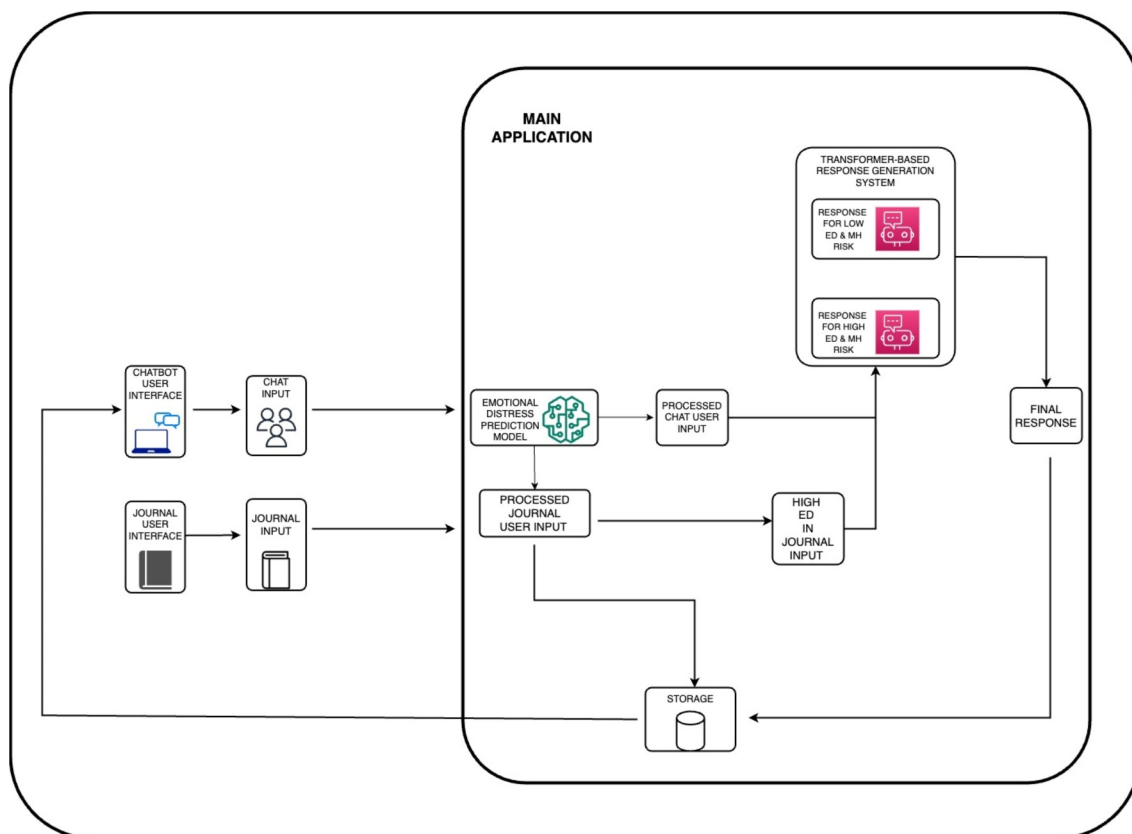 MAIN
APPLICATION
TRANSFORMER-BASED
RESPONSE GENERATION
SYSTEM
RESPONSE
FOR LOW
ED & MH
RISK
RESPONSE
FOR HIGH
ED & MH
RISK
CHATBOT
USER
INTERFACE
CHAT
INPUT
EMOTIONAL
DISTRESS
PREDICTION
MODEL
PROCESSED
CHAT USER
INPUT
FINAL
RESPONSE
JOURNAL
USER
INTERFACE
JOURNAL
INPUT
PROCESSED
JOURNAL
USER INPUT
HIGH
ED
IN
JOURNAL
INPUT
STORAGE